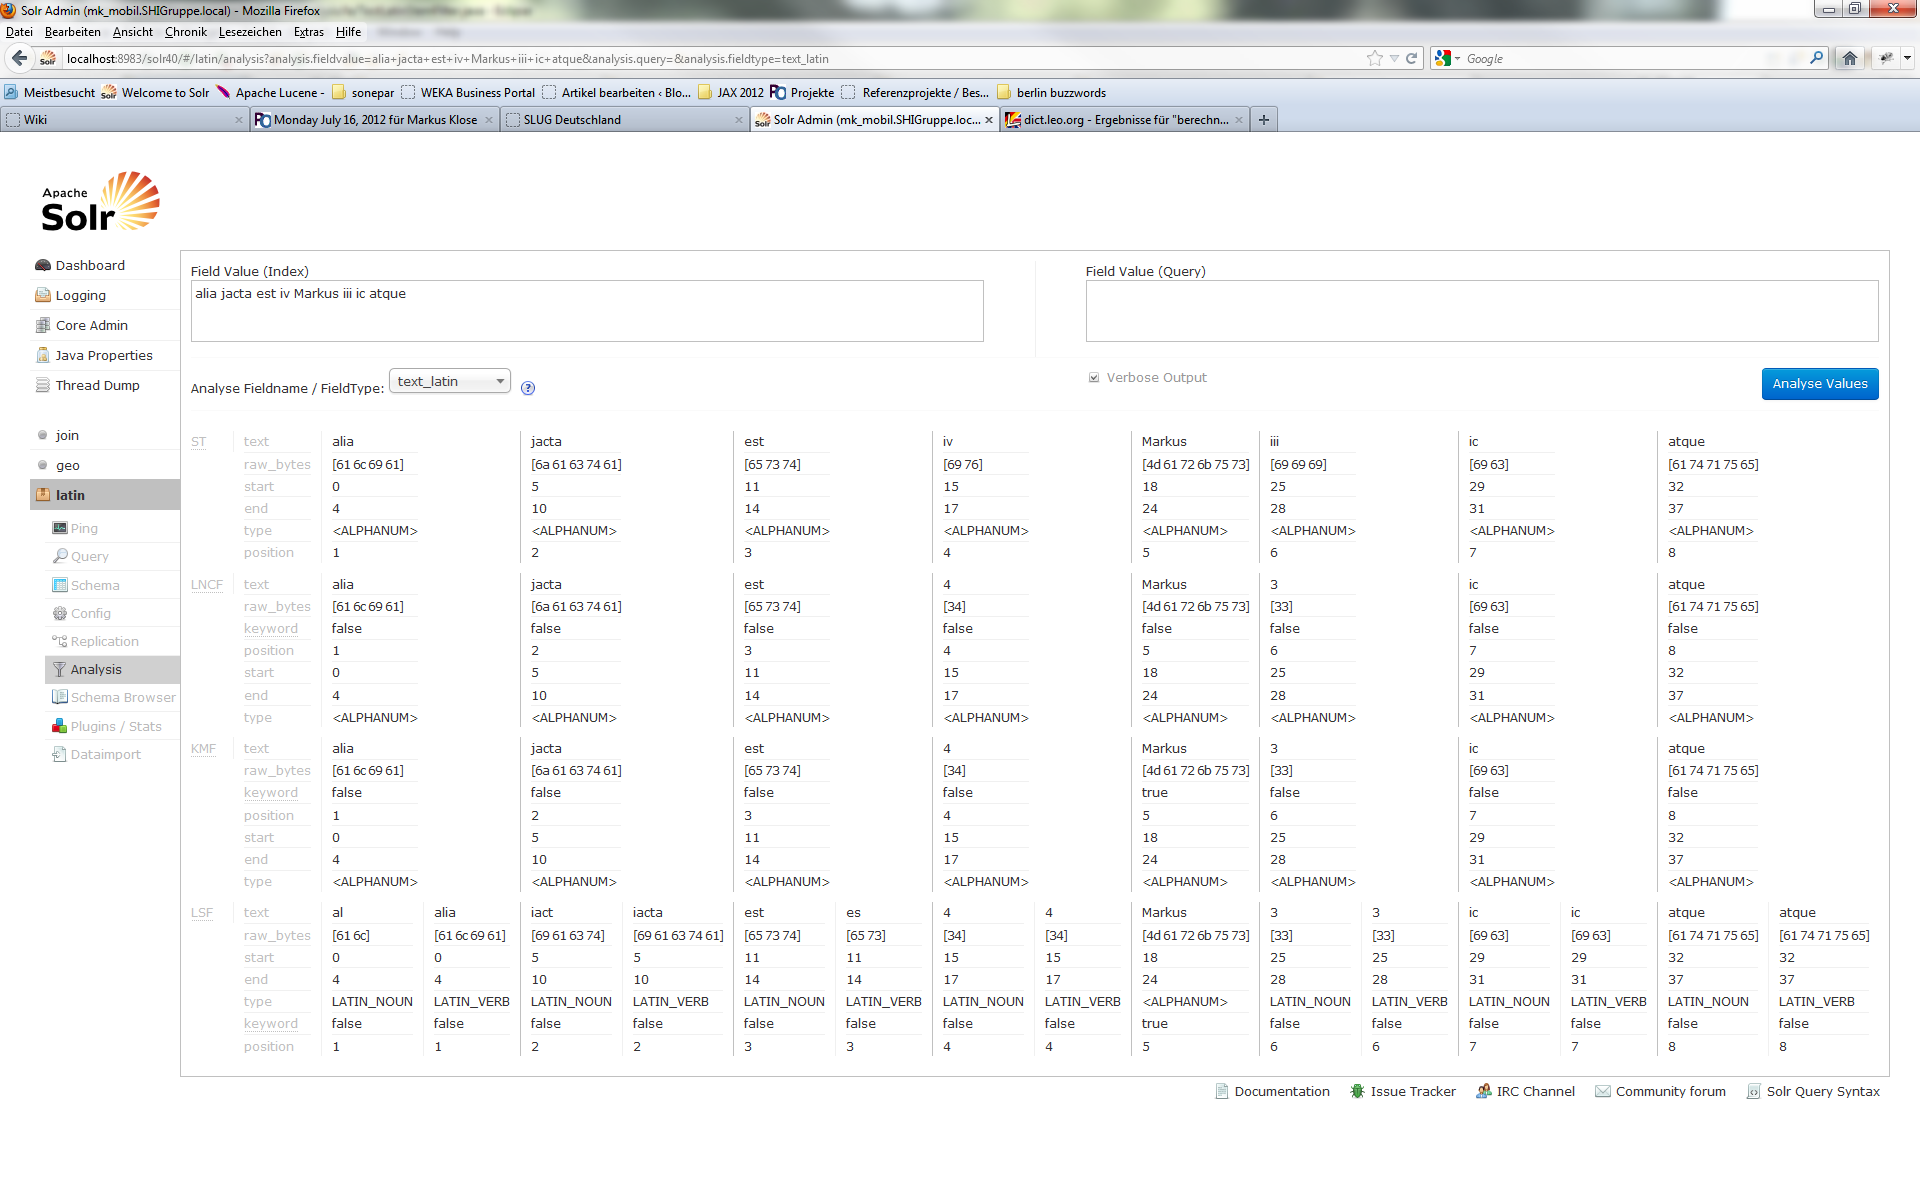 Solr Admin (mk_mobil.SHIGruppe.local) - Mozilla Firefox
Datei Bearbeiten Ansicht Chronik Lesezeichen Extras Hilfe
localhost:8983/solr40/#/latin/analysis?analysis.fieldvalue=alia+jacta+est+iv+Markus+iii+ic+atque&analysis.query=&analysis.fieldtype=text_latin Google
Meistbesucht Welcome to Solr Apache Lucene - sonepar WEKA Business Portal Artikel bearbeiten ‹ Blo... JAX 2012 Projekte Referenzprojekte / Bes... berlin buzzwords
Wiki Monday July 16, 2012 für Markus Klose SLUG Deutschland Solr Admin (mk_mobil.SHIGruppe.loc... dict.leo.org - Ergebnisse für "berechn...
Apache
Solr
Dashboard
Logging
Core Admin
Java Properties
Thread Dump
join
geo
latin
Ping
Query
Schema
Config
Replication
Analysis
Schema Browser
Plugins / Stats
Dataimport
Field Value (Index) Field Value (Query)
alia jacta est iv Markus iii ic atque
Analyse Fieldname / FieldType: text_latin Verbose Output Analyse Values
ST text alia jacta est iv Markus iii ic atque
raw_bytes [61 6c 69 61] [6a 61 63 74 61] [65 73 74] [69 76] [4d 61 72 6b 75 73] [69 69 69] [69 63] [61 74 71 75 65]
start 0 5 11 15 18 25 29 32
end 4 10 14 17 24 28 31 37
type <ALPHANUM> <ALPHANUM> <ALPHANUM> <ALPHANUM> <ALPHANUM> <ALPHANUM> <ALPHANUM> <ALPHANUM>
position 1 2 3 4 5 6 7 8
LNCF text alia jacta est 4 Markus 3 ic atque
raw_bytes [61 6c 69 61] [6a 61 63 74 61] [65 73 74] [34] [4d 61 72 6b 75 73] [33] [69 63] [61 74 71 75 65]
keyword false false false false false false false false
position 1 2 3 4 5 6 7 8
start 0 5 11 15 18 25 29 32
end 4 10 14 17 24 28 31 37
type <ALPHANUM> <ALPHANUM> <ALPHANUM> <ALPHANUM> <ALPHANUM> <ALPHANUM> <ALPHANUM> <ALPHANUM>
KMF text alia jacta est 4 Markus 3 ic atque
raw_bytes [61 6c 69 61] [6a 61 63 74 61] [65 73 74] [34] [4d 61 72 6b 75 73] [33] [69 63] [61 74 71 75 65]
keyword false false false false true false false false
position 1 2 3 4 5 6 7 8
start 0 5 11 15 18 25 29 32
end 4 10 14 17 24 28 31 37
type <ALPHANUM> <ALPHANUM> <ALPHANUM> <ALPHANUM> <ALPHANUM> <ALPHANUM> <ALPHANUM> <ALPHANUM>
LSF text al alia iact iacta est es 4 4 Markus 3 3 ic ic atque atque
raw_bytes [61 6c] [61 6c 69 61] [69 61 63 74] [69 61 63 74 61] [65 73 74] [65 73] [34] [34] [4d 61 72 6b 75 73] [33] [33] [69 63] [69 63] [61 74 71 75 65] [61 74 71 75 65]
start 0 0 5 5 11 11 15 15 18 25 25 29 29 32 32
end 4 4 10 10 14 14 17 17 24 28 28 31 31 37 37
type LATIN_NOUN LATIN_VERB LATIN_NOUN LATIN_VERB LATIN_NOUN LATIN_VERB LATIN_NOUN LATIN_VERB <ALPHANUM> LATIN_NOUN LATIN_VERB LATIN_NOUN LATIN_VERB LATIN_NOUN LATIN_VERB
keyword false false false false false false false false true false false false false false false
position 1 1 2 2 3 3 4 4 5 6 6 7 7 8 8
Documentation Issue Tracker IRC Channel Community forum Solr Query Syntax